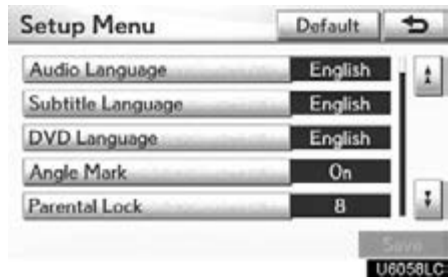 Setup Menu Default
Audio Language English
Subtitle Language English
DVD Language English
Angle Mark On
Parental Lock 8
Save
U6058LC